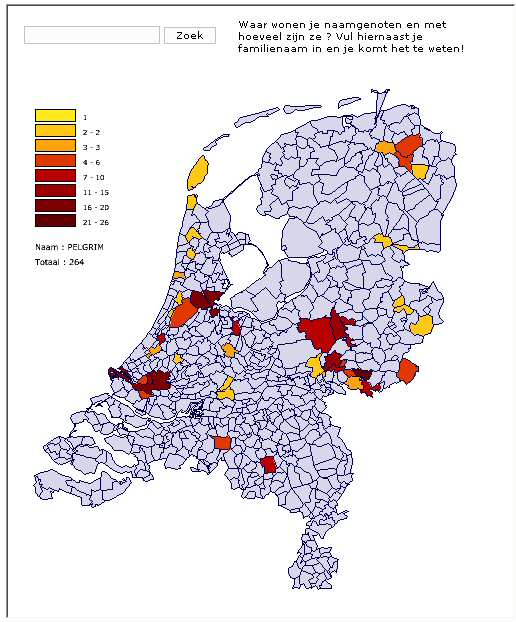 Zoek
Waar wonen je naamgenoten en met
hoeveel zijn ze ? Vul hiernaast je
familienaam in en je komt het te weten!
1
2 - 2
3 - 3
4 - 6
7 - 10
11 - 15
16 - 20
21 - 26
Naam : PELGRIM
Totaal : 264